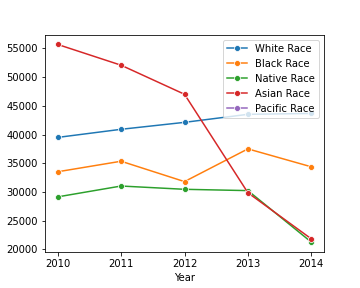 55000
50000
45000
40000
35000
30000
25000
20000
White Race
Black Race
Native Race
Asian Race
Pacific Race
2010 2011 2012 2013 2014
Year